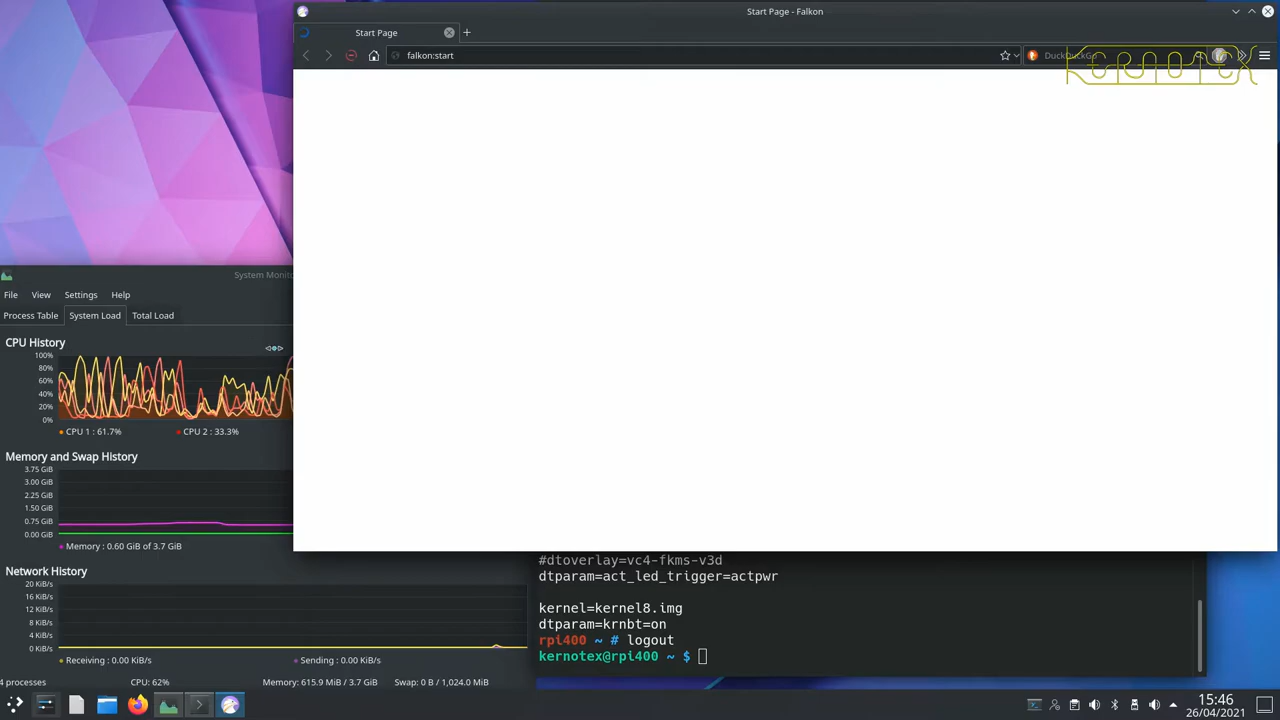 Start Page - Falkon
Start Page
falkon:start
DuckDuckGo
KERNOTEX
System Monito
File View Settings Help
Process Table System Load Total Load
CPU History
100%
80%
60%
40%
20%
0%
CPU 1 : 61.7% CPU 2 : 33.3%
Memory and Swap History
3.75 GiB
3.00 GiB
2.25 GiB
1.50 GiB
0.75 GiB
0.00 GiB
Memory : 0.60 GiB of 3.7 GiB
Network History
20 KiB/s
16 KiB/s
12 KiB/s
8 KiB/s
4 KiB/s
0 KiB/s
Receiving : 0.00 KiB/s Sending : 0.00 KiB/s
4 processes CPU: 62% Memory: 615.9 MiB / 3.7 GiB Swap: 0 B / 1,024.0 MiB
#dtoverlay=vc4-fkms-v3d
dtparam=act_led_trigger=actpwr
kernel=kernel8.img
dtparam=krnbt=on
rpi400 ~ # logout
kernotex@rpi400 ~ $
15:46
26/04/2021